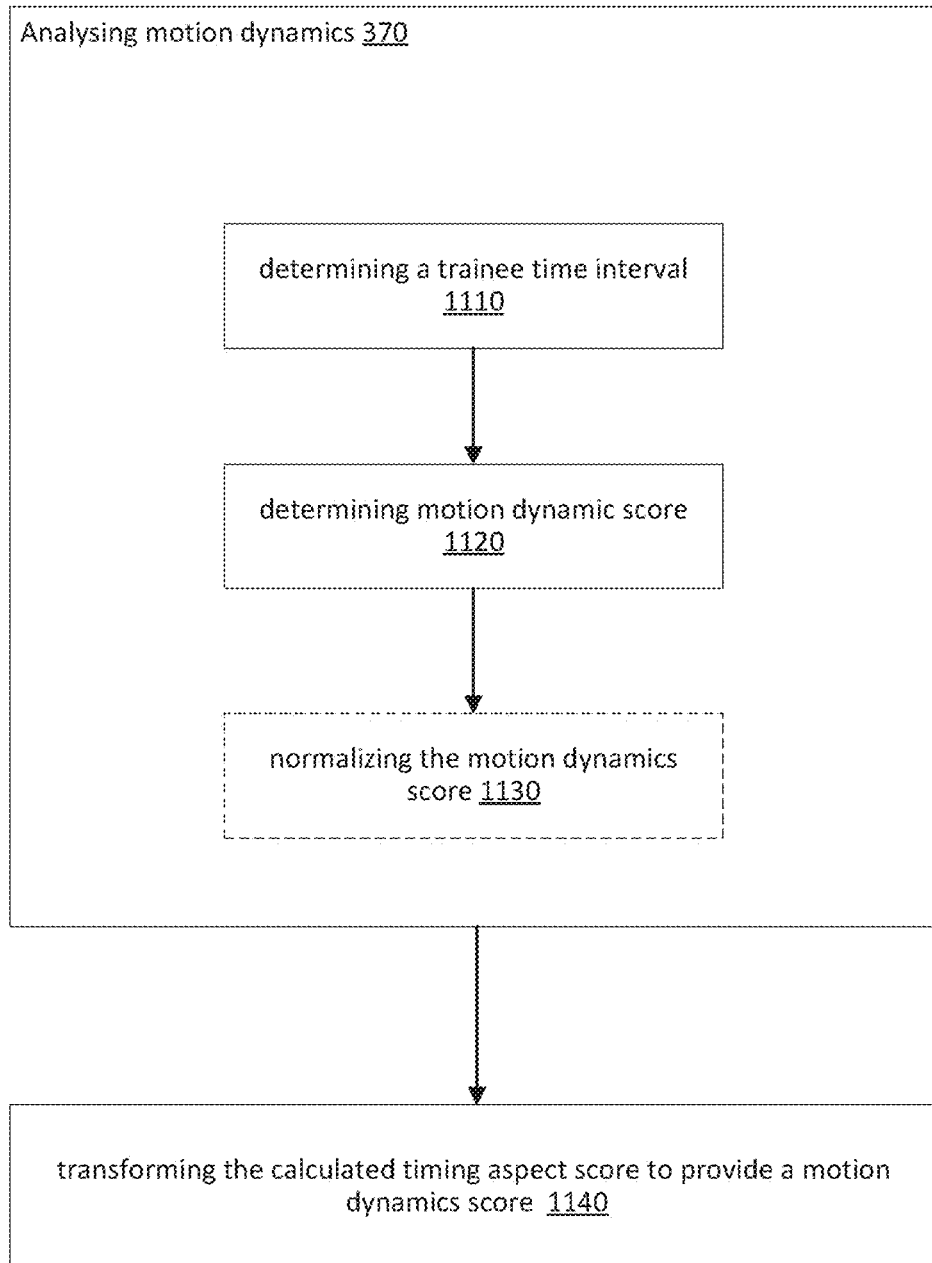 Analysing motion dynamics 370
determining a trainee time interval
1110
determining motion dynamic score
1120
normalizing the motion dynamics
score 1130
transforming the calculated timing aspect score to provide a motion
dynamics score 1140